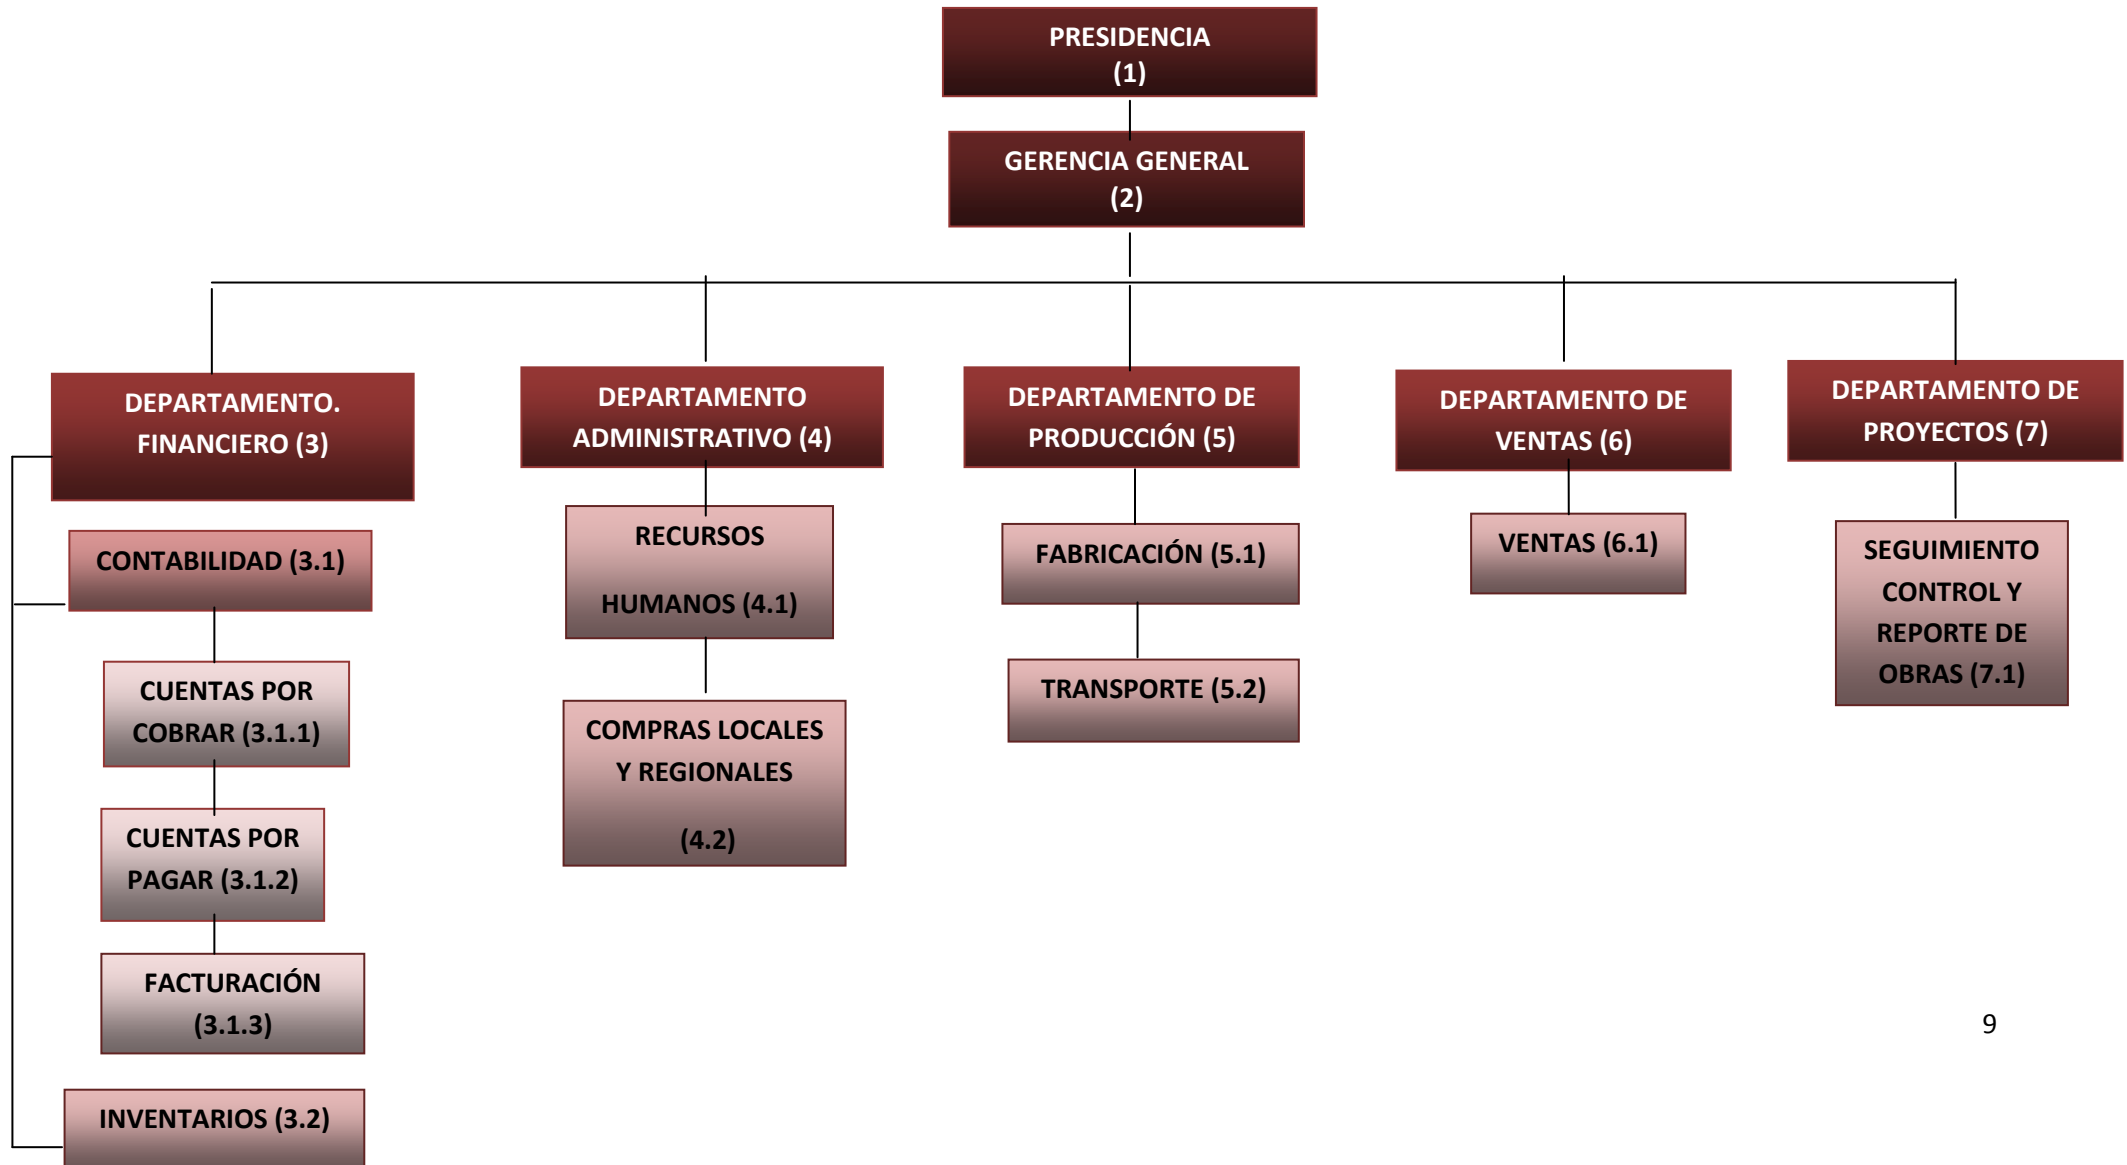 PRESIDENCIA
(1)
GERENCIA GENERAL
(2)
DEPARTAMENTO.
FINANCIERO (3)
CONTABILIDAD (3.1)
CUENTAS POR
COBRAR (3.1.1)
CUENTAS POR
PAGAR (3.1.2)
FACTURACIÓN
(3.1.3)
INVENTARIOS (3.2)
DEPARTAMENTO
ADMINISTRATIVO (4)
RECURSOS
HUMANOS (4.1)
COMPRAS LOCALES
Y REGIONALES
(4.2)
DEPARTAMENTO DE
PRODUCCIÓN (5)
FABRICACIÓN (5.1)
TRANSPORTE (5.2)
DEPARTAMENTO DE
VENTAS (6)
VENTAS (6.1)
DEPARTAMENTO DE
PROYECTOS (7)
SEGUIMIENTO
CONTROL Y
REPORTE DE
OBRAS (7.1)
9